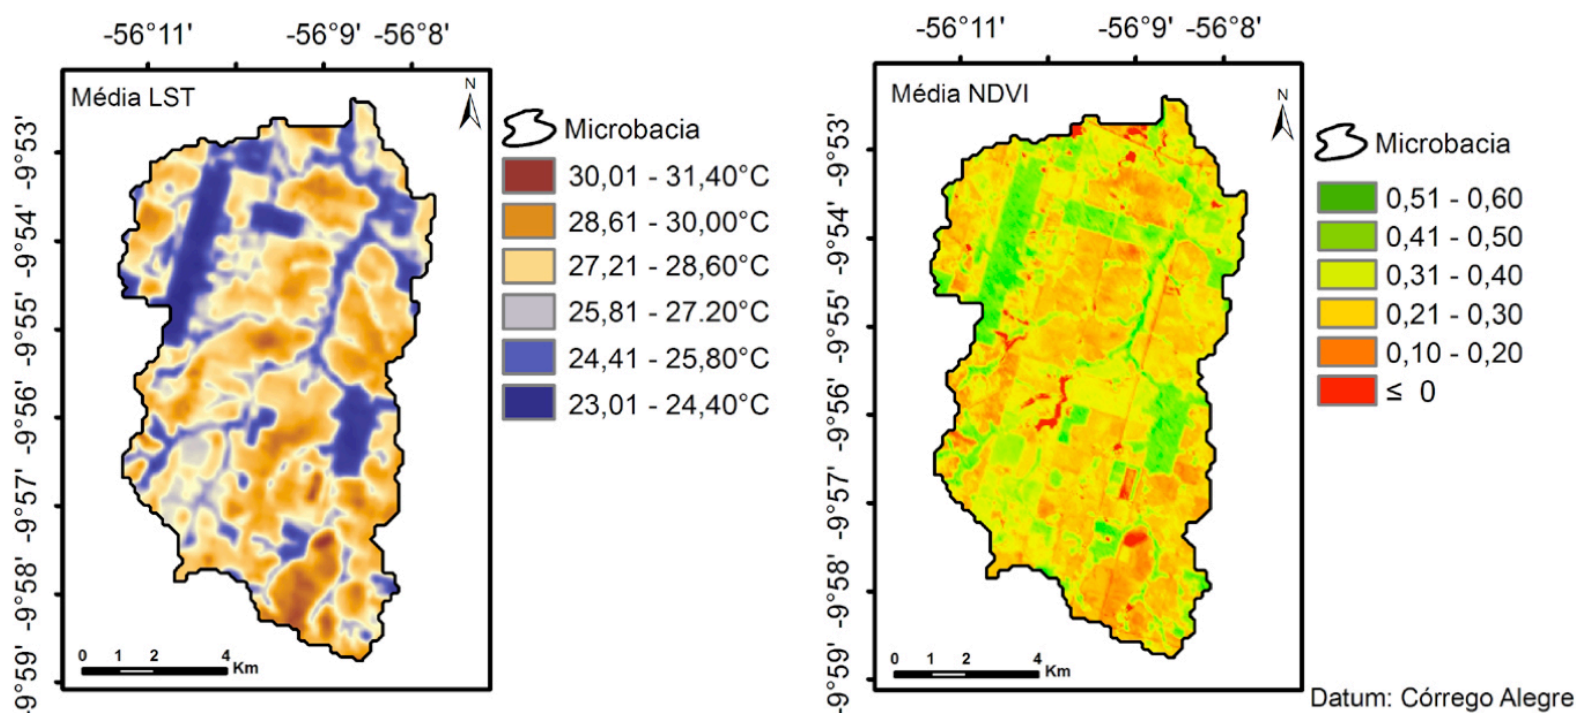 -56°11' -56°9' -56°8'
Média LST
N
-9°53'
-9°54'
-9°55'
-9°56'
-9°57'
-9°58'
-9°59'
0 1 2 4
Km
Microbacia
30,01 - 31,40°C
28,61 - 30,00°C
27,21 - 28,60°C
25,81 - 27.20°C
24,41 - 25,80°C
23,01 - 24,40°C
-56°11' -56°9' -56°8'
Média NDVI
N
-9°53'
-9°54'
-9°55'
-9°56'
-9°57'
-9°58'
-9°59'
0 1 2 4
Km
Microbacia
0,51 - 0,60
0,41 - 0,50
0,31 - 0,40
0,21 - 0,30
0,10 - 0,20
≤ 0
Datum: Córrego Alegre